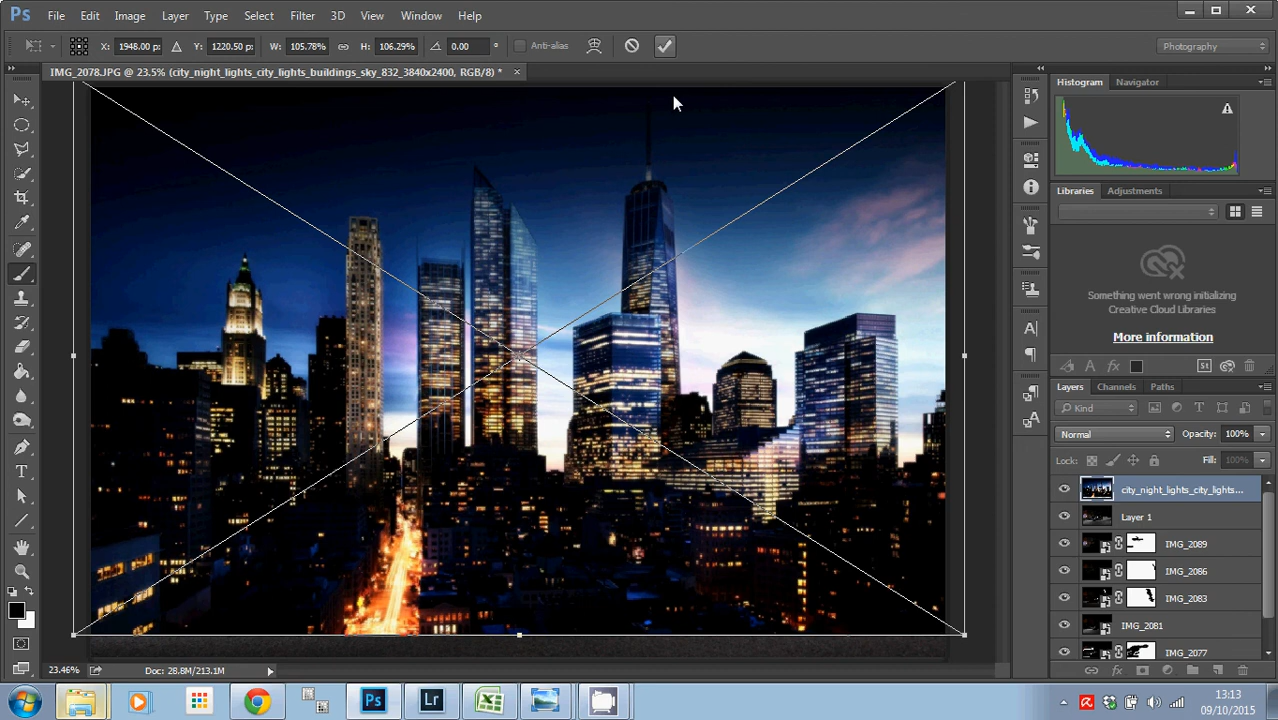 Ps File Edit Image Layer Type Select Filter 3D View Window Help
X: 1948.00 p: Y: 1220.50 p: W: 105.78% H: 106.29% 0.00 ° Anti-alias Photography
IMG_2078.JPG @ 23.5% (city_night_lights_city_lights_buildings_sky_832_3840x2400, RGB/8) * ×
Histogram Navigator
Libraries Adjustments
Something went wrong initializing
Creative Cloud Libraries
More information
St
Layers Channels Paths
Kind
Normal Opacity: 100%
Lock: Fill: 100%
city_night_lights_city_lights...
Layer 1
IMG_2089
IMG_2086
IMG_2083
IMG_2081
IMG_2077
23.46% Doc: 28.8M/213.1M
Ps Lr
13:13
09/10/2015